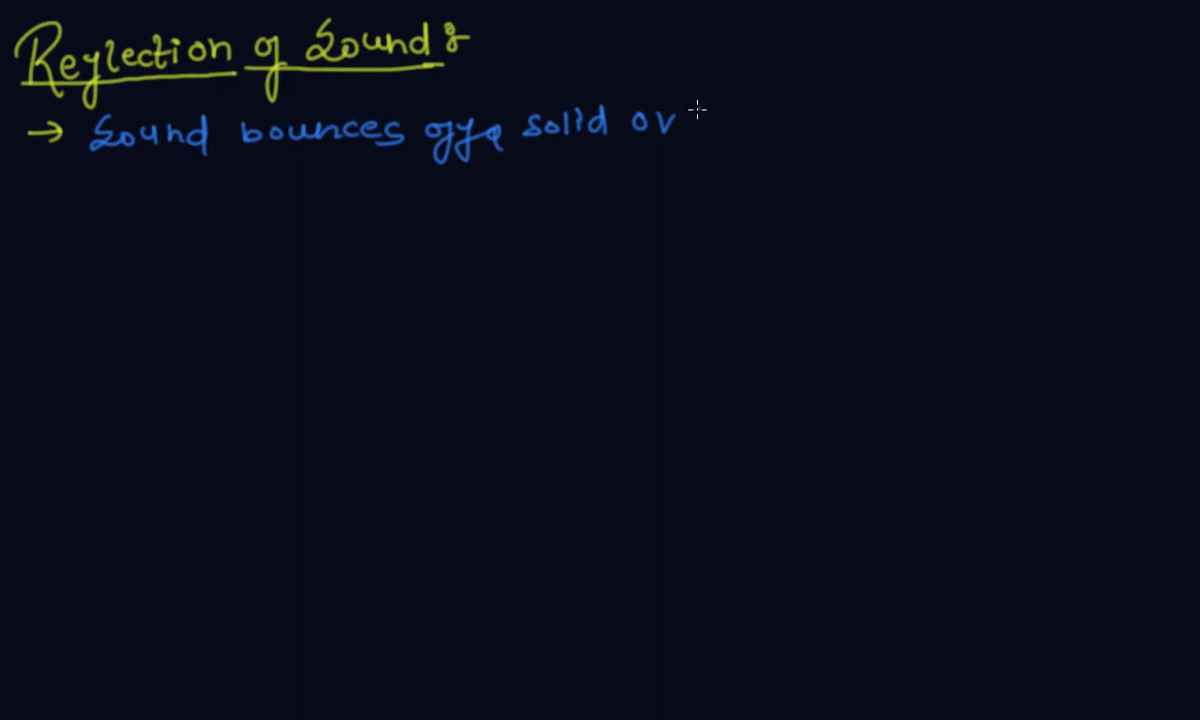 Reflection of Sound :
→ Sound bounces off a solid or